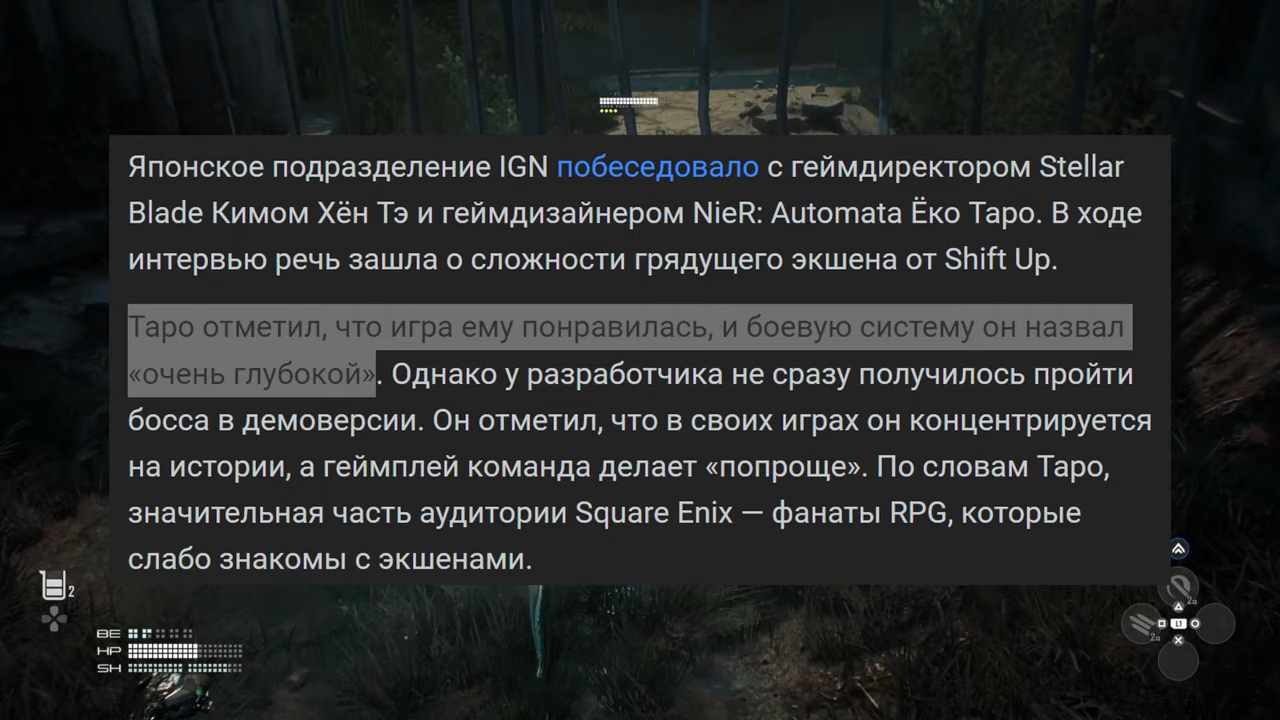 Японское подразделение IGN побеседовало с геймдиректором Stellar
Blade Кимом Хён Тэ и геймдизайнером NieR: Automata Ёко Таро. В ходе
интервью речь зашла о сложности грядущего экшена от Shift Up.
Таро отметил, что игра ему понравилась, и боевую систему он назвал
«очень глубокой». Однако у разработчика не сразу получилось пройти
босса в демоверсии. Он отметил, что в своих играх он концентрируется
на истории, а геймплей команда делает «попроще». По словам Таро,
значительная часть аудитории Square Enix — фанаты RPG, которые
слабо знакомы с экшенами.
2
BE
HP
SH
L1